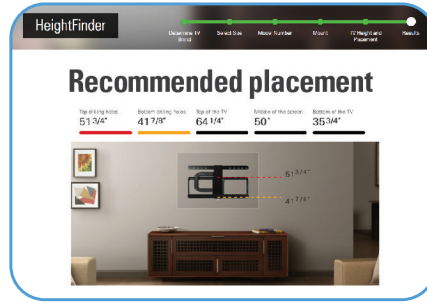 HeightFinder
Determine TV Brand
Select Size
Model Number
Mount
TV Height and Placement
Results
Recommended placement
Top drilling holes
51 3/4"
Bottom drilling holes
41 7/8"
Top of the TV
64 1/4"
Middle of the screen
50"
Bottom of the TV
35 3/4"
51 3/4"
41 7/8"